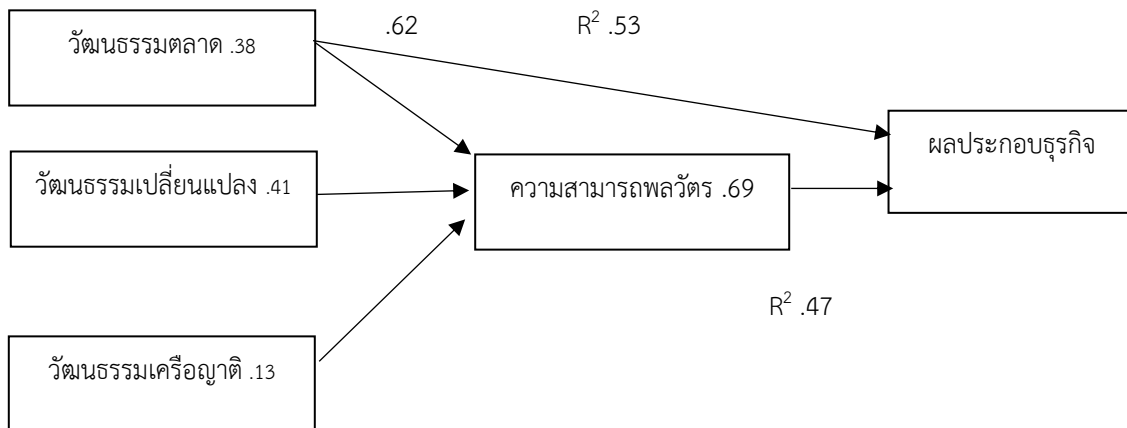 .62 R² .53
วัฒนธรรมตลาด .38
ผลประกอบธุรกิจ
วัฒนธรรมเปลี่ยนแปลง .41
ความสามารถพลวัตร .69
R² .47
วัฒนธรรมเครือญาติ .13